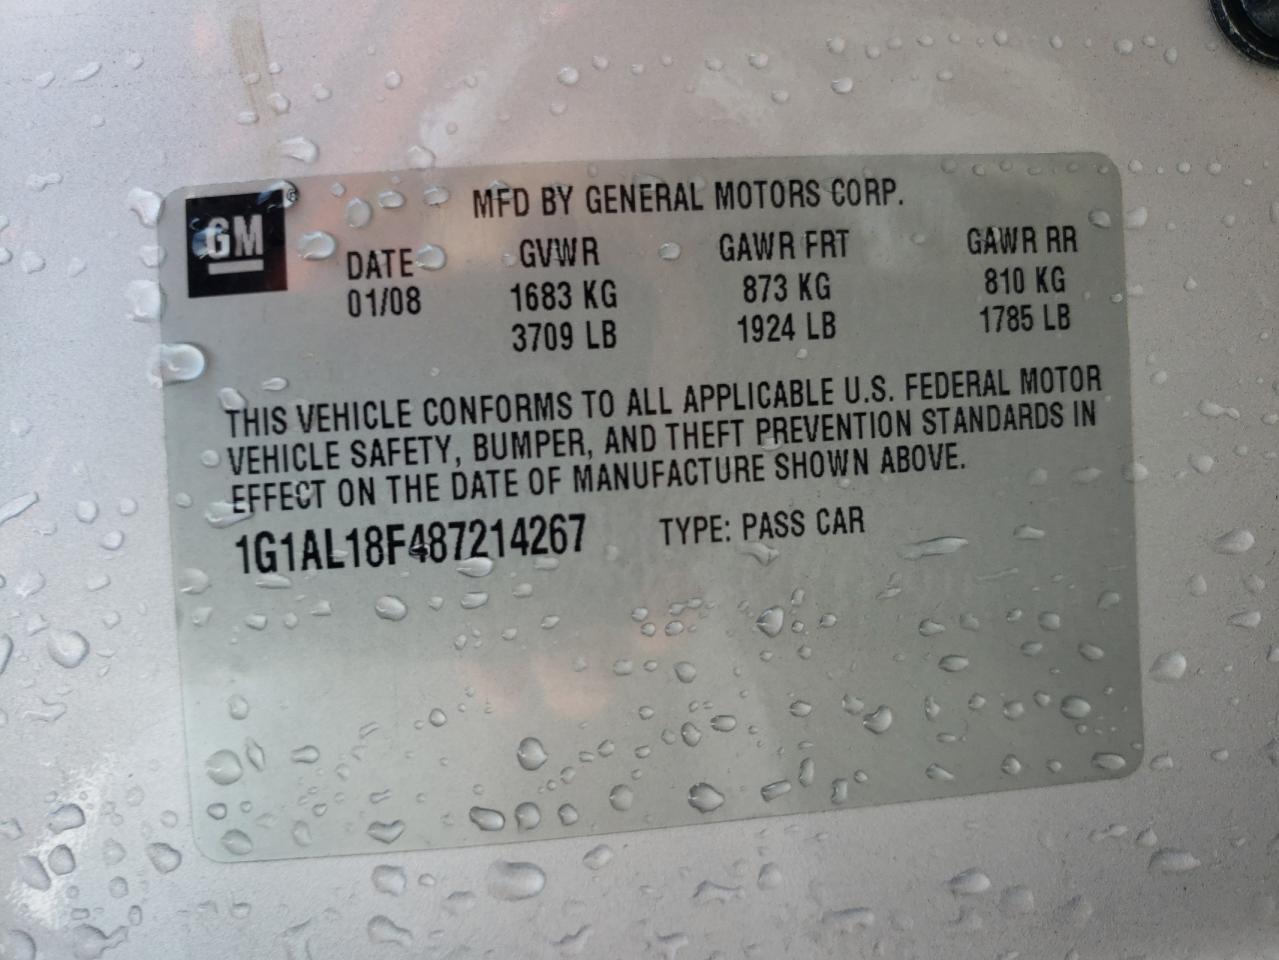 MFD BY GENERAL MOTORS CORP.
GM ®
DATE GVWR GAWR FRT GAWR RR
01/08 1683 KG 873 KG 810 KG
3709 LB 1924 LB 1785 LB
THIS VEHICLE CONFORMS TO ALL APPLICABLE U.S. FEDERAL MOTOR
VEHICLE SAFETY, BUMPER, AND THEFT PREVENTION STANDARDS IN
EFFECT ON THE DATE OF MANUFACTURE SHOWN ABOVE.
1G1AL18F487214267 TYPE: PASS CAR